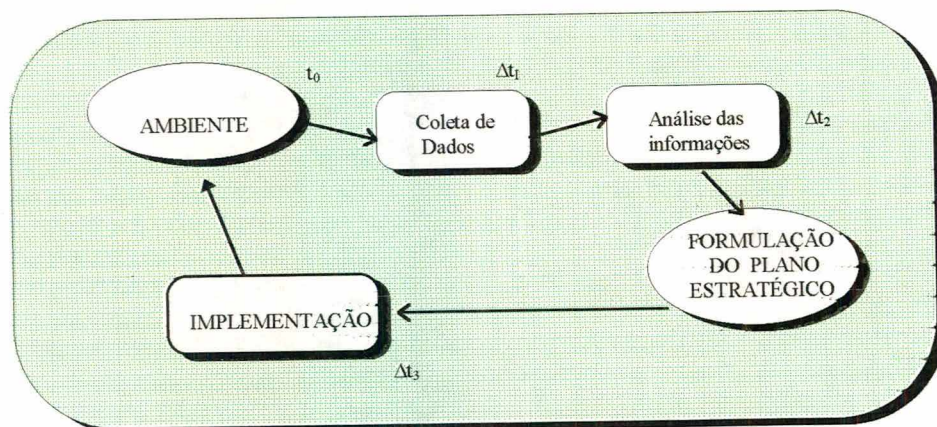 t₀
Δt₁
AMBIENTE
Coleta de
Dados
Análise das
informações
Δt₂
FORMULAÇÃO
DO PLANO
ESTRATÉGICO
IMPLEMENTAÇÃO
Δt₃